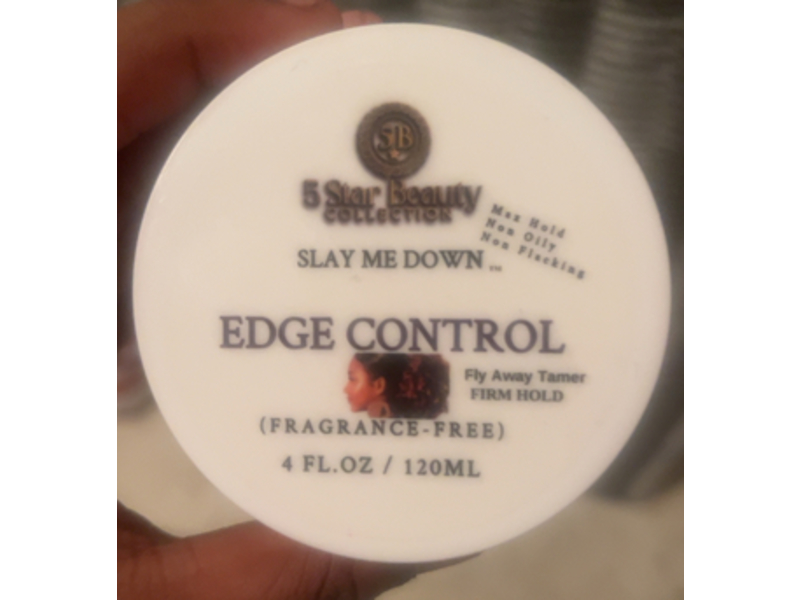 5B
5 Star Beauty
COLLECTION
Max Hold
Non Oily
Non Flacking
SLAY ME DOWN
EDGE CONTROL
Fly Away Tamer
FIRM HOLD
(FRAGRANCE-FREE)
4 FL.OZ / 120ML